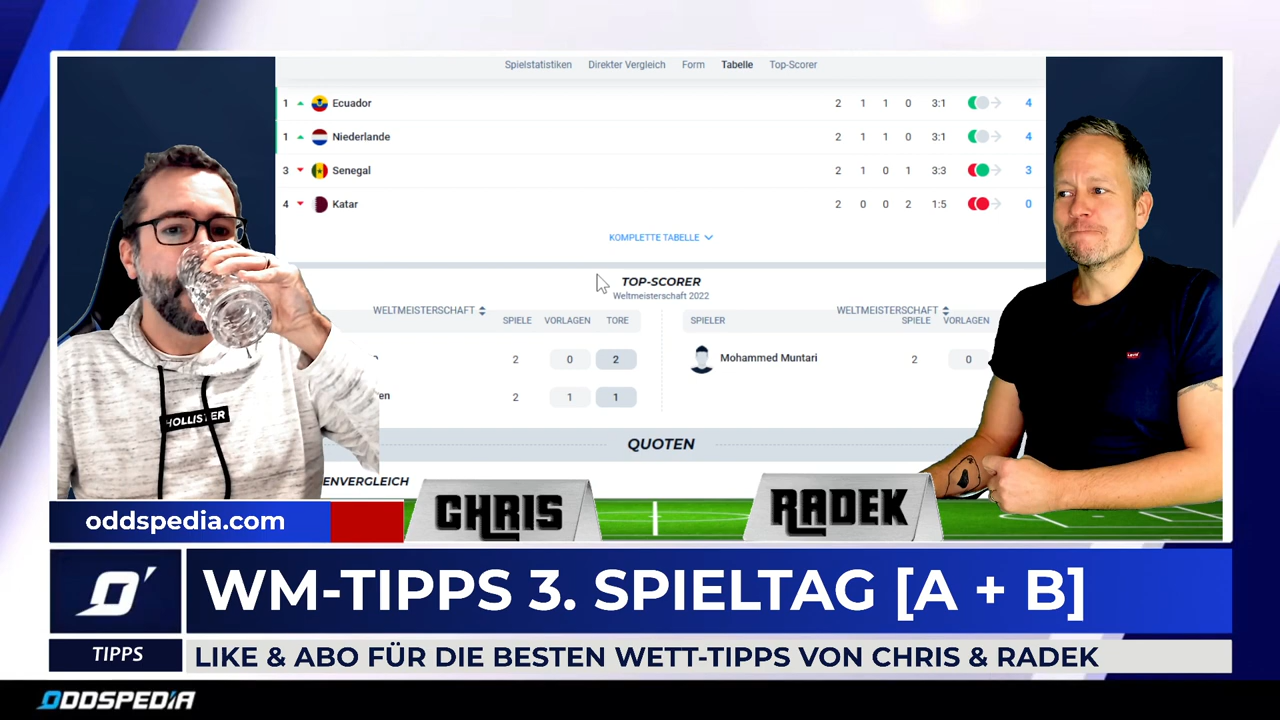 Spielstatistiken Direkter Vergleich Form Tabelle Top-Scorer
1 Ecuador 2 1 1 0 3:1 4
1 Niederlande 2 1 1 0 3:1 4
3 Senegal 2 1 0 1 3:3 3
4 Katar 2 0 0 2 1:5 0
KOMPLETTE TABELLE
TOP-SCORER
Weltmeisterschaft 2022
WELTMEISTERSCHAFT WELTMEISTERSCHAFT
SPIELE VORLAGEN TORE SPIELER SPIELE VORLAGEN
2 0 2 Mohammed Muntari 2 0
en 2 1 1
QUOTEN
ENVERGLEICH
HOLLISTER
Levi's
CHRIS
RADEK
oddspedia.com
O'
WM-TIPPS 3. SPIELTAG [A + B]
TIPPS
LIKE & ABO FÜR DIE BESTEN WETT-TIPPS VON CHRIS & RADEK
ODDSPEDIA